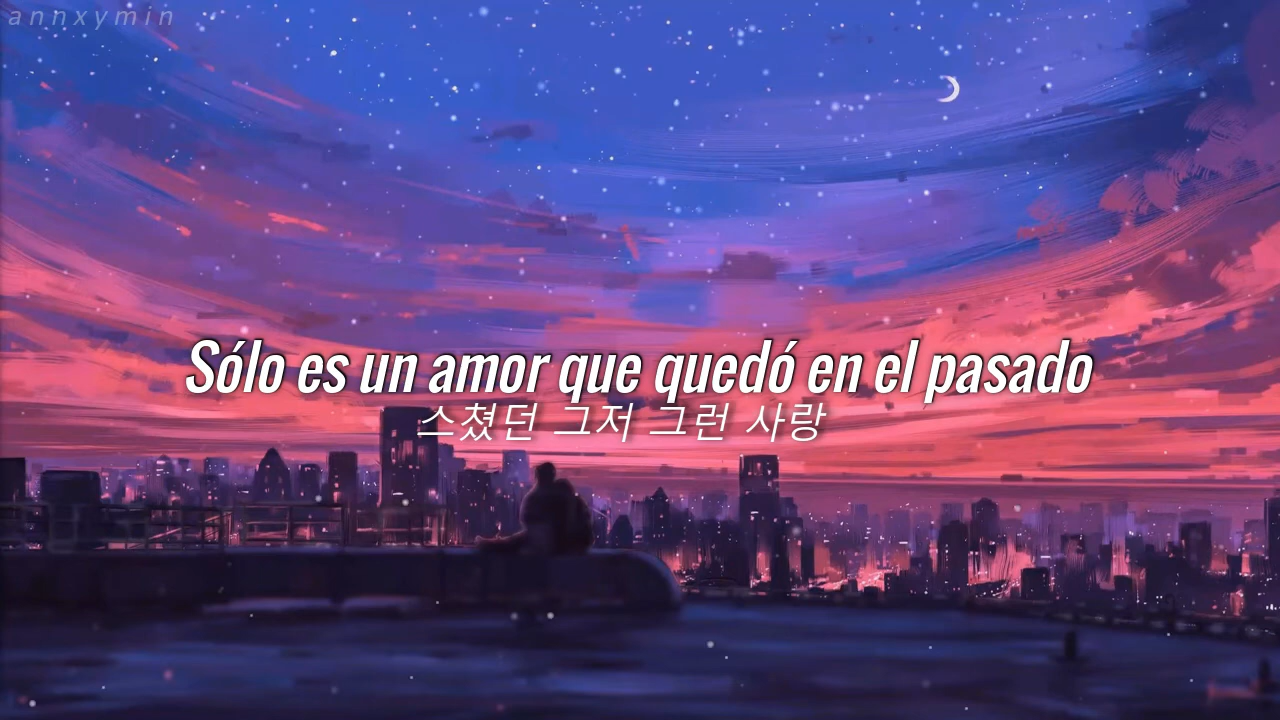 annxymin
Sólo es un amor que quedó en el pasado
스쳤던 그저 그런 사랑